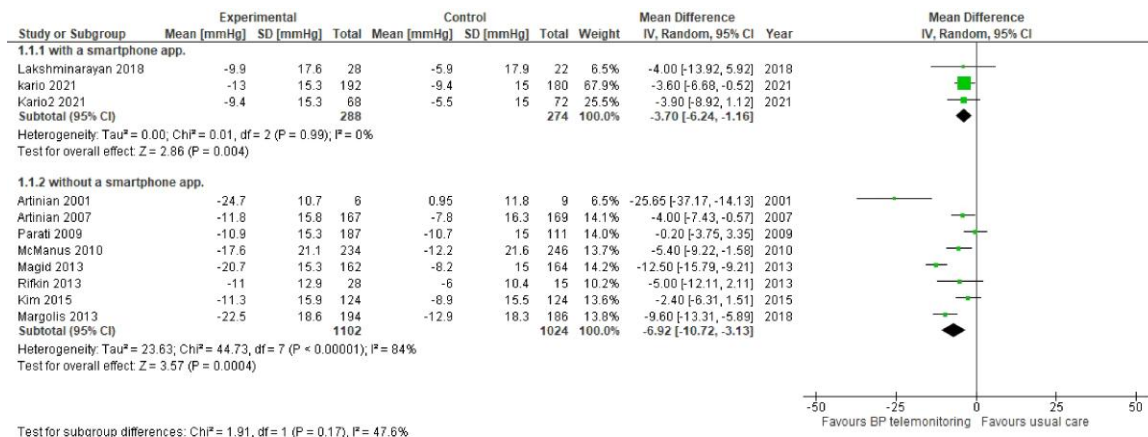 Experimental Control Mean Difference Mean Difference
Study or Subgroup Mean [mmHg] SD [mmHg] Total Mean [mmHg] SD [mmHg] Total Weight IV, Random, 95% CI Year IV, Random, 95% CI
1.1.1 with a smartphone app.
Lakshminarayan 2018 -9.9 17.6 28 -5.9 17.9 22 6.5% -4.00 [-13.92, 5.92] 2018
kario 2021 -13 15.3 192 -9.4 15 180 67.9% -3.60 [-6.68, -0.52] 2021
Kario2 2021 -9.4 15.3 68 -5.5 15 72 25.5% -3.90 [-8.92, 1.12] 2021
Subtotal (95% CI) 288 274 100.0% -3.70 [-6.24, -1.16]
Heterogeneity: Tau² = 0.00; Chi² = 0.01, df = 2 (P = 0.99); I² = 0%
Test for overall effect: Z = 2.86 (P = 0.004)
1.1.2 without a smartphone app.
Artinian 2001 -24.7 10.7 6 0.95 11.8 9 6.5% -25.65 [-37.17, -14.13] 2001
Artinian 2007 -11.8 15.8 167 -7.8 16.3 169 14.1% -4.00 [-7.43, -0.57] 2007
Parati 2009 -10.9 15.3 187 -10.7 15 111 14.0% -0.20 [-3.75, 3.35] 2009
McManus 2010 -17.6 21.1 234 -12.2 21.6 246 13.7% -5.40 [-9.22, -1.58] 2010
Magid 2013 -20.7 15.3 162 -8.2 15 164 14.2% -12.50 [-15.79, -9.21] 2013
Rifkin 2013 -11 12.9 28 -6 10.4 15 10.2% -5.00 [-12.11, 2.11] 2013
Kim 2015 -11.3 15.9 124 -8.9 15.5 124 13.6% -2.40 [-6.31, 1.51] 2015
Margolis 2013 -22.5 18.6 194 -12.9 18.3 186 13.8% -9.60 [-13.31, -5.89] 2018
Subtotal (95% CI) 1102 1024 100.0% -6.92 [-10.72, -3.13]
Heterogeneity: Tau² = 23.63; Chi² = 44.73, df = 7 (P < 0.00001); I² = 84%
Test for overall effect: Z = 3.57 (P = 0.0004)
-50 -25 0 25 50
Favours BP telemonitoring Favours usual care
Test for subgroup differences: Chi² = 1.91, df = 1 (P = 0.17), I² = 47.6%